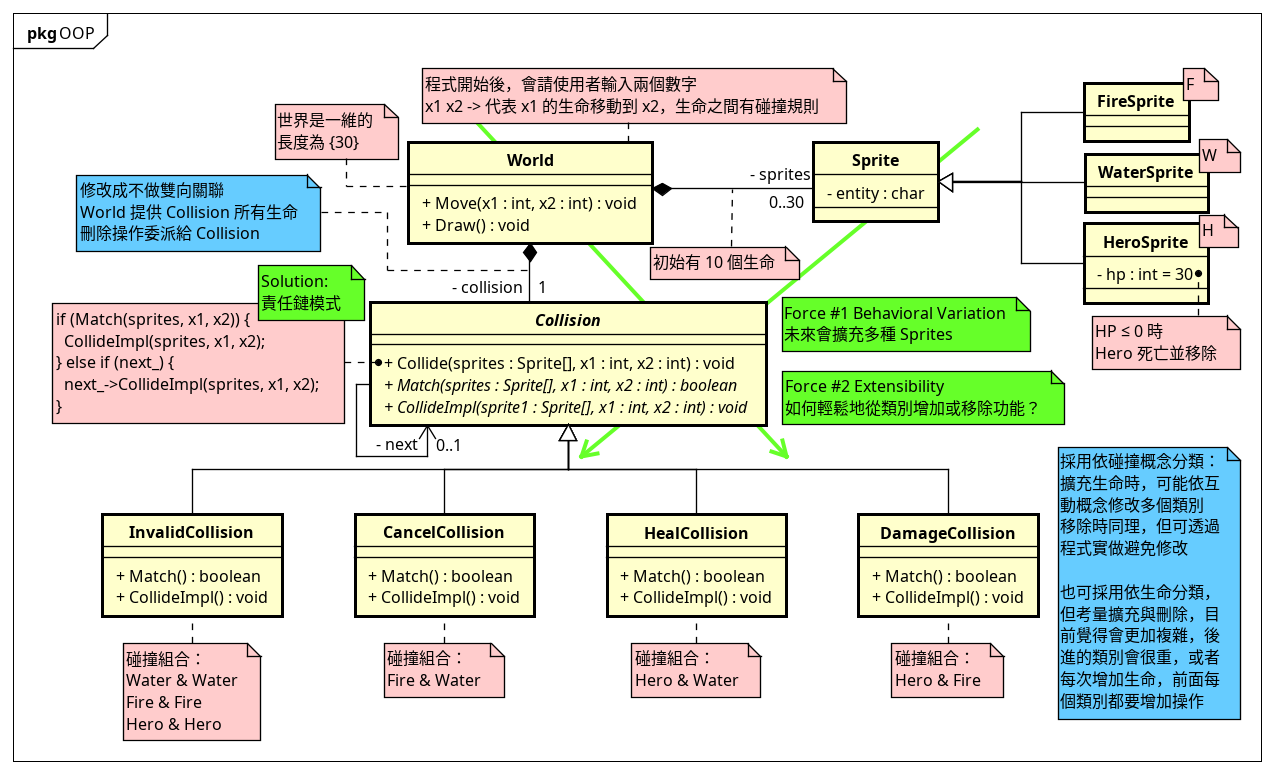 pkg OOP
程式開始後，會請使用者輸入兩個數字
x1 x2 -> 代表 x1 的生命移動到 x2，生命之間有碰撞規則
世界是一維的
長度為 {30}
修改成不做雙向關聯
World 提供 Collision 所有生命
刪除操作委派給 Collision
World
+ Move(x1 : int, x2 : int) : void
+ Draw() : void
- sprites
0..30
初始有 10 個生命
Sprite
- entity : char
FireSprite
F
WaterSprite
W
HeroSprite
H
- hp : int = 30
HP ≤ 0 時
Hero 死亡並移除
Solution:
責任鏈模式
if (Match(sprites, x1, x2)) {
CollideImpl(sprites, x1, x2);
} else if (next_) {
next_->CollideImpl(sprites, x1, x2);
}
- collision 1
Collision
+ Collide(sprites : Sprite[], x1 : int, x2 : int) : void
+ Match(sprites : Sprite[], x1 : int, x2 : int) : boolean
+ CollideImpl(sprite1 : Sprite[], x1 : int, x2 : int) : void
- next 0..1
Force #1 Behavioral Variation
未來會擴充多種 Sprites
Force #2 Extensibility
如何輕鬆地從類別增加或移除功能？
InvalidCollision
+ Match() : boolean
+ CollideImpl() : void
碰撞組合：
Water & Water
Fire & Fire
Hero & Hero
CancelCollision
+ Match() : boolean
+ CollideImpl() : void
碰撞組合：
Fire & Water
HealCollision
+ Match() : boolean
+ CollideImpl() : void
碰撞組合：
Hero & Water
DamageCollision
+ Match() : boolean
+ CollideImpl() : void
碰撞組合：
Hero & Fire
採用依碰撞概念分類：
擴充生命時，可能依互
動概念修改多個類別
移除時同理，但可透過
程式實做避免修改
也可採用依生命分類，
但考量擴充與刪除，目
前覺得會更加複雜，後
進的類別會很重，或者
每次增加生命，前面每
個類別都要增加操作